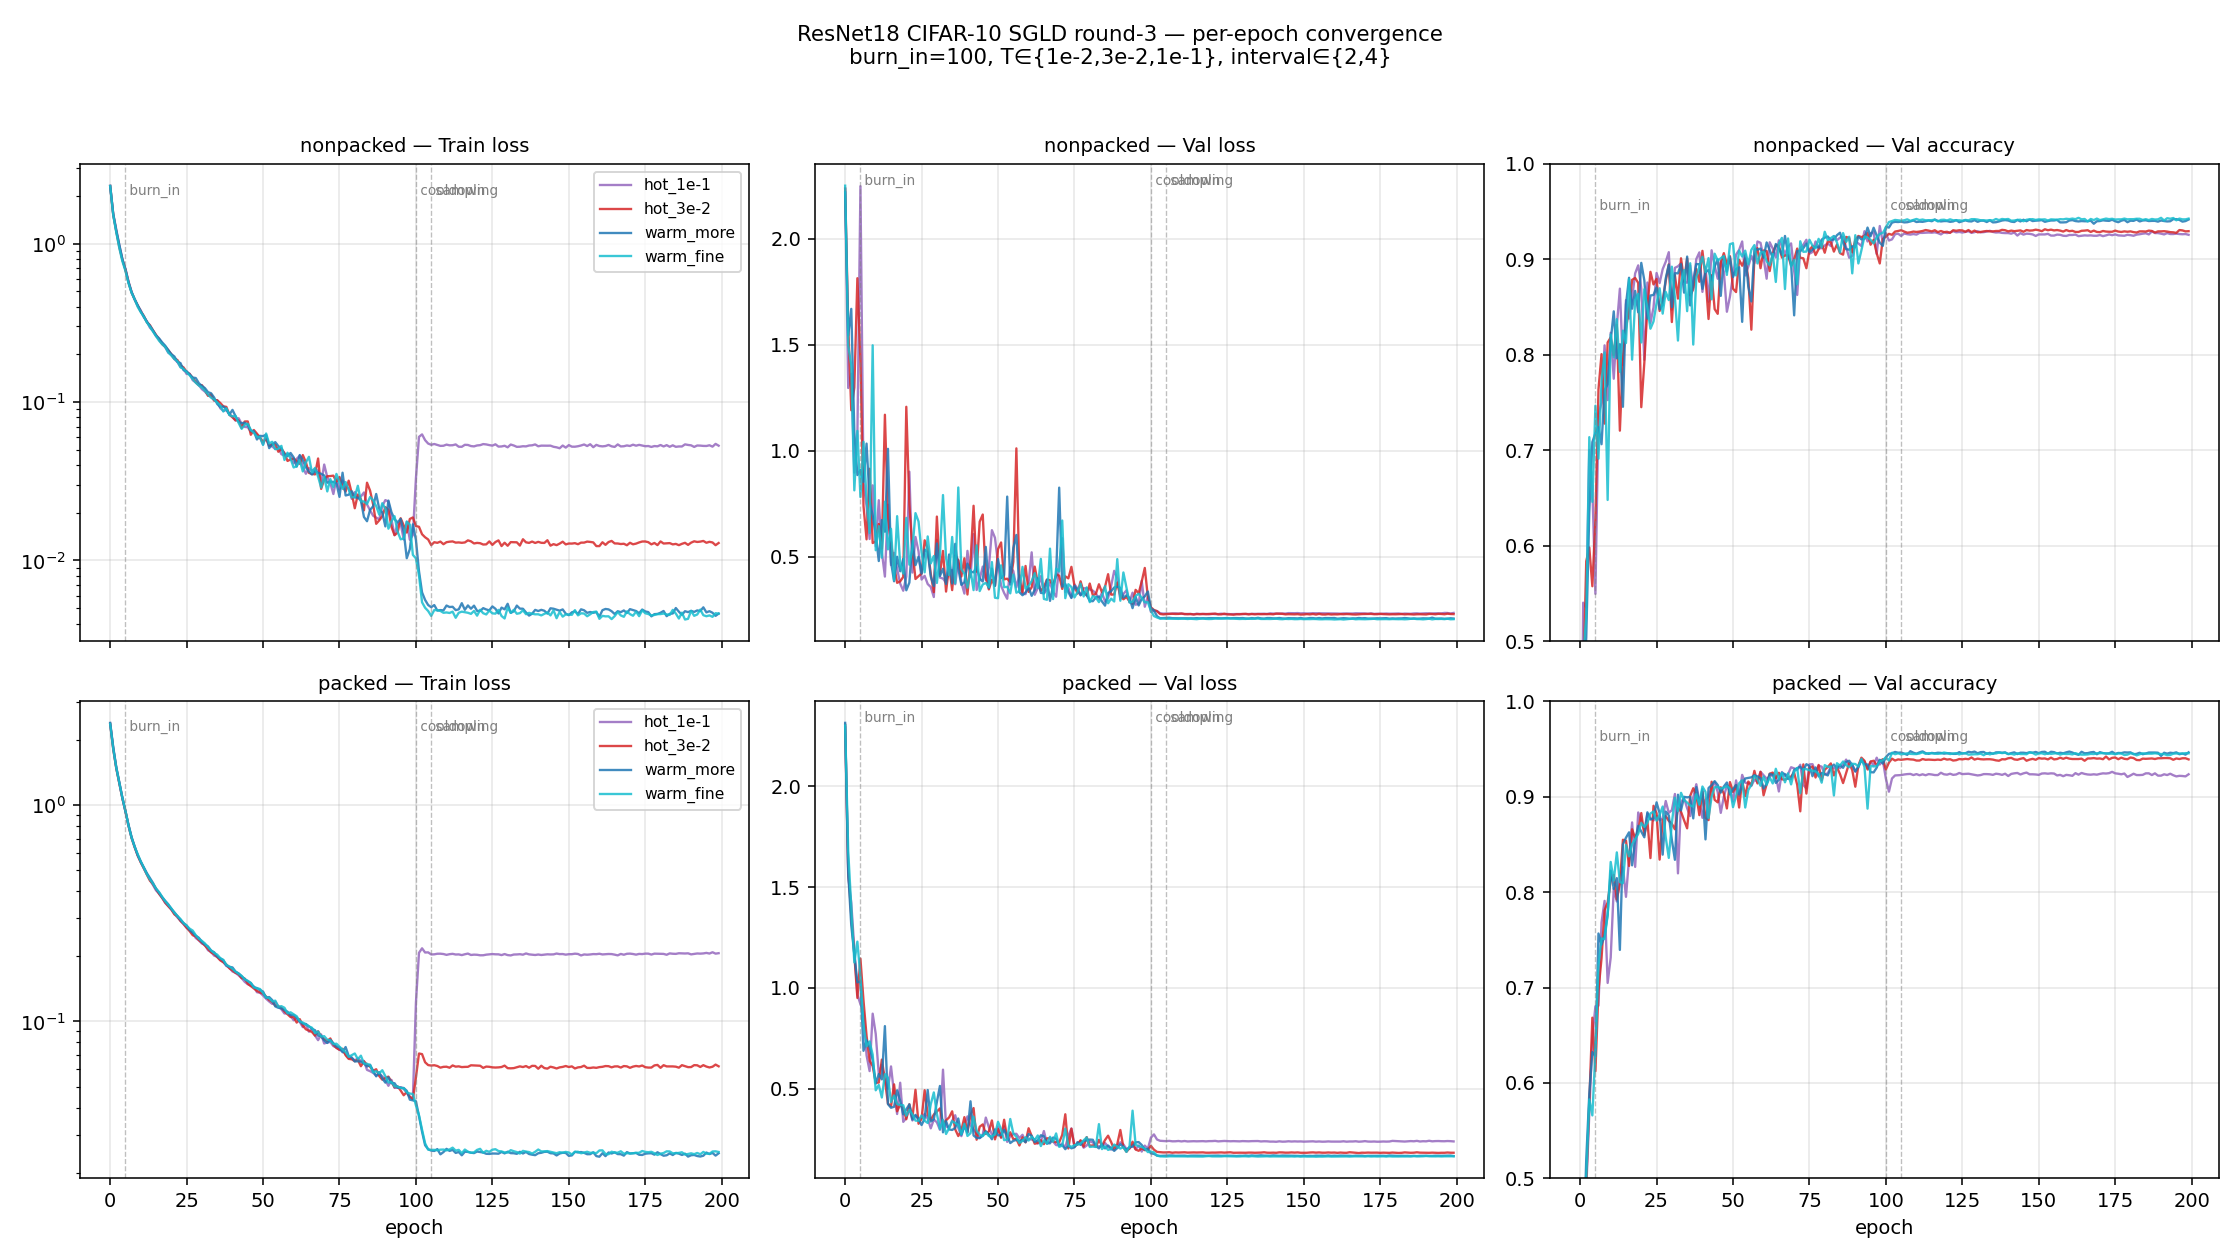 ResNet18 CIFAR-10 SGLD round-3 — per-epoch convergence
burn_in=100, T∈{1e-2,3e-2,1e-1}, interval∈{2,4}
nonpacked — Train loss
burn_in
hot_1e-1
hot_3e-2
warm_more
warm_fine
10⁰
10⁻¹
10⁻²
nonpacked — Val loss
burn_in
2.0
1.5
1.0
0.5
nonpacked — Val accuracy
burn_in
1.0
0.9
0.8
0.7
0.6
0.5
packed — Train loss
burn_in
hot_1e-1
hot_3e-2
warm_more
warm_fine
10⁰
10⁻¹
0 25 50 75 100 125 150 175 200
epoch
packed — Val loss
burn_in
2.0
1.5
1.0
0.5
0 25 50 75 100 125 150 175 200
epoch
packed — Val accuracy
burn_in
1.0
0.9
0.8
0.7
0.6
0.5
0 25 50 75 100 125 150 175 200
epoch